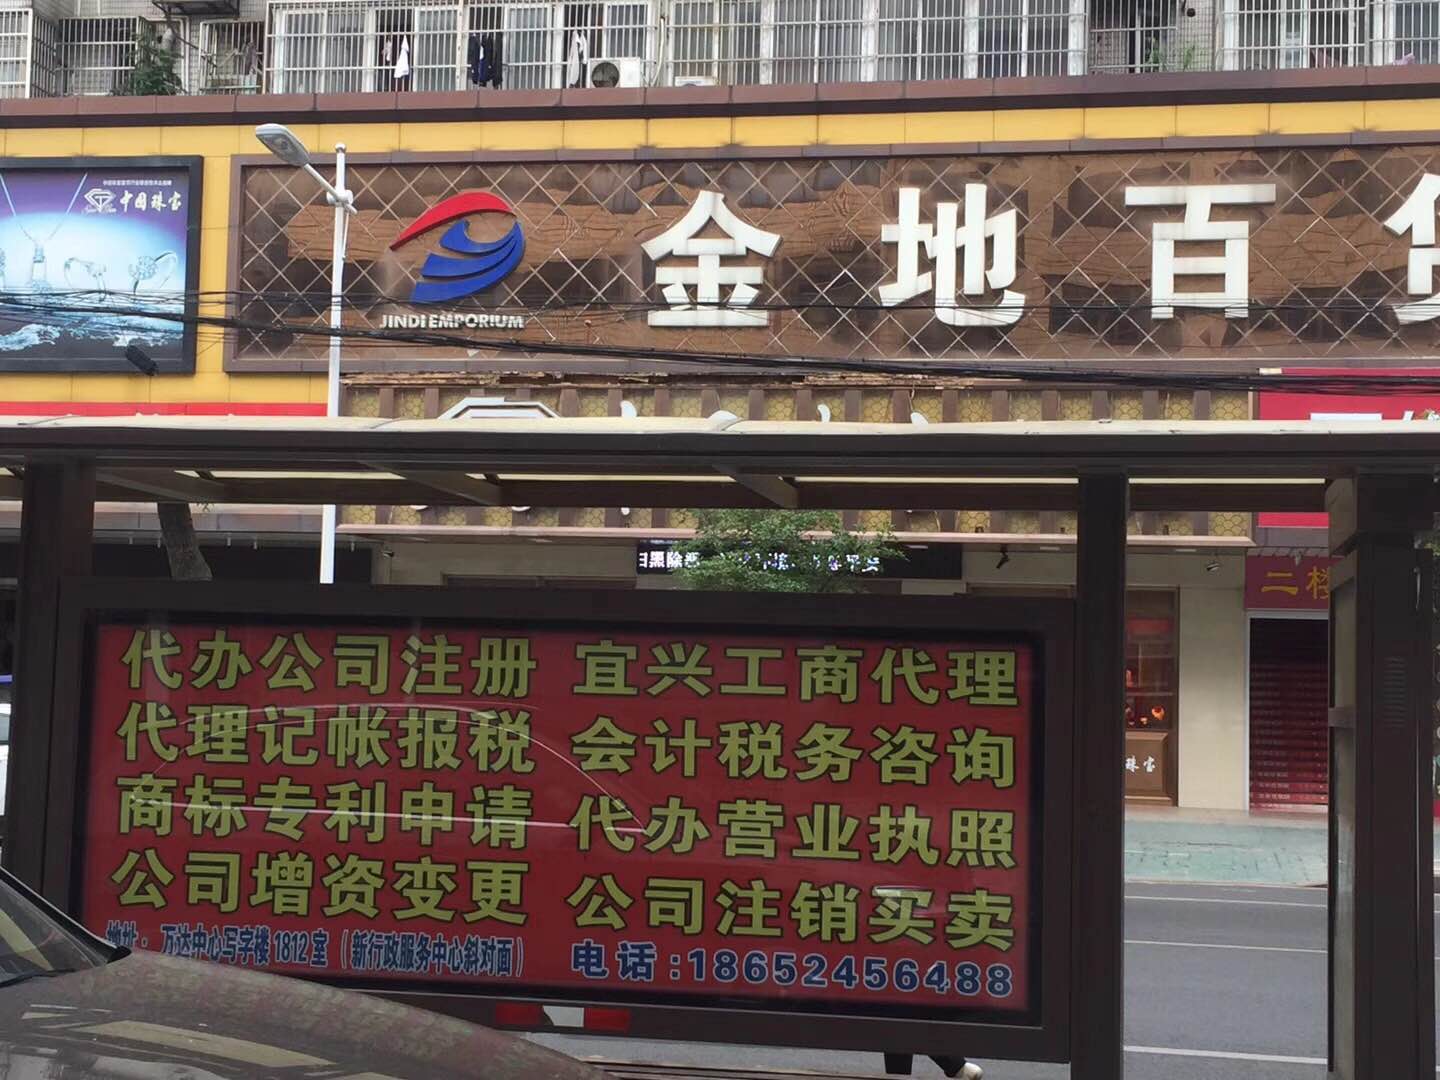 中国珠宝
JINDI EMPORIUM
金地百货
二楼
珠宝
代办公司注册 宜兴工商代理
代理记帐报税 会计税务咨询
商标专利申请 代办营业执照
公司增资变更 公司注销买卖
地址：万达中心写字楼1812室（新行政服务中心斜对面） 电话:18652456488